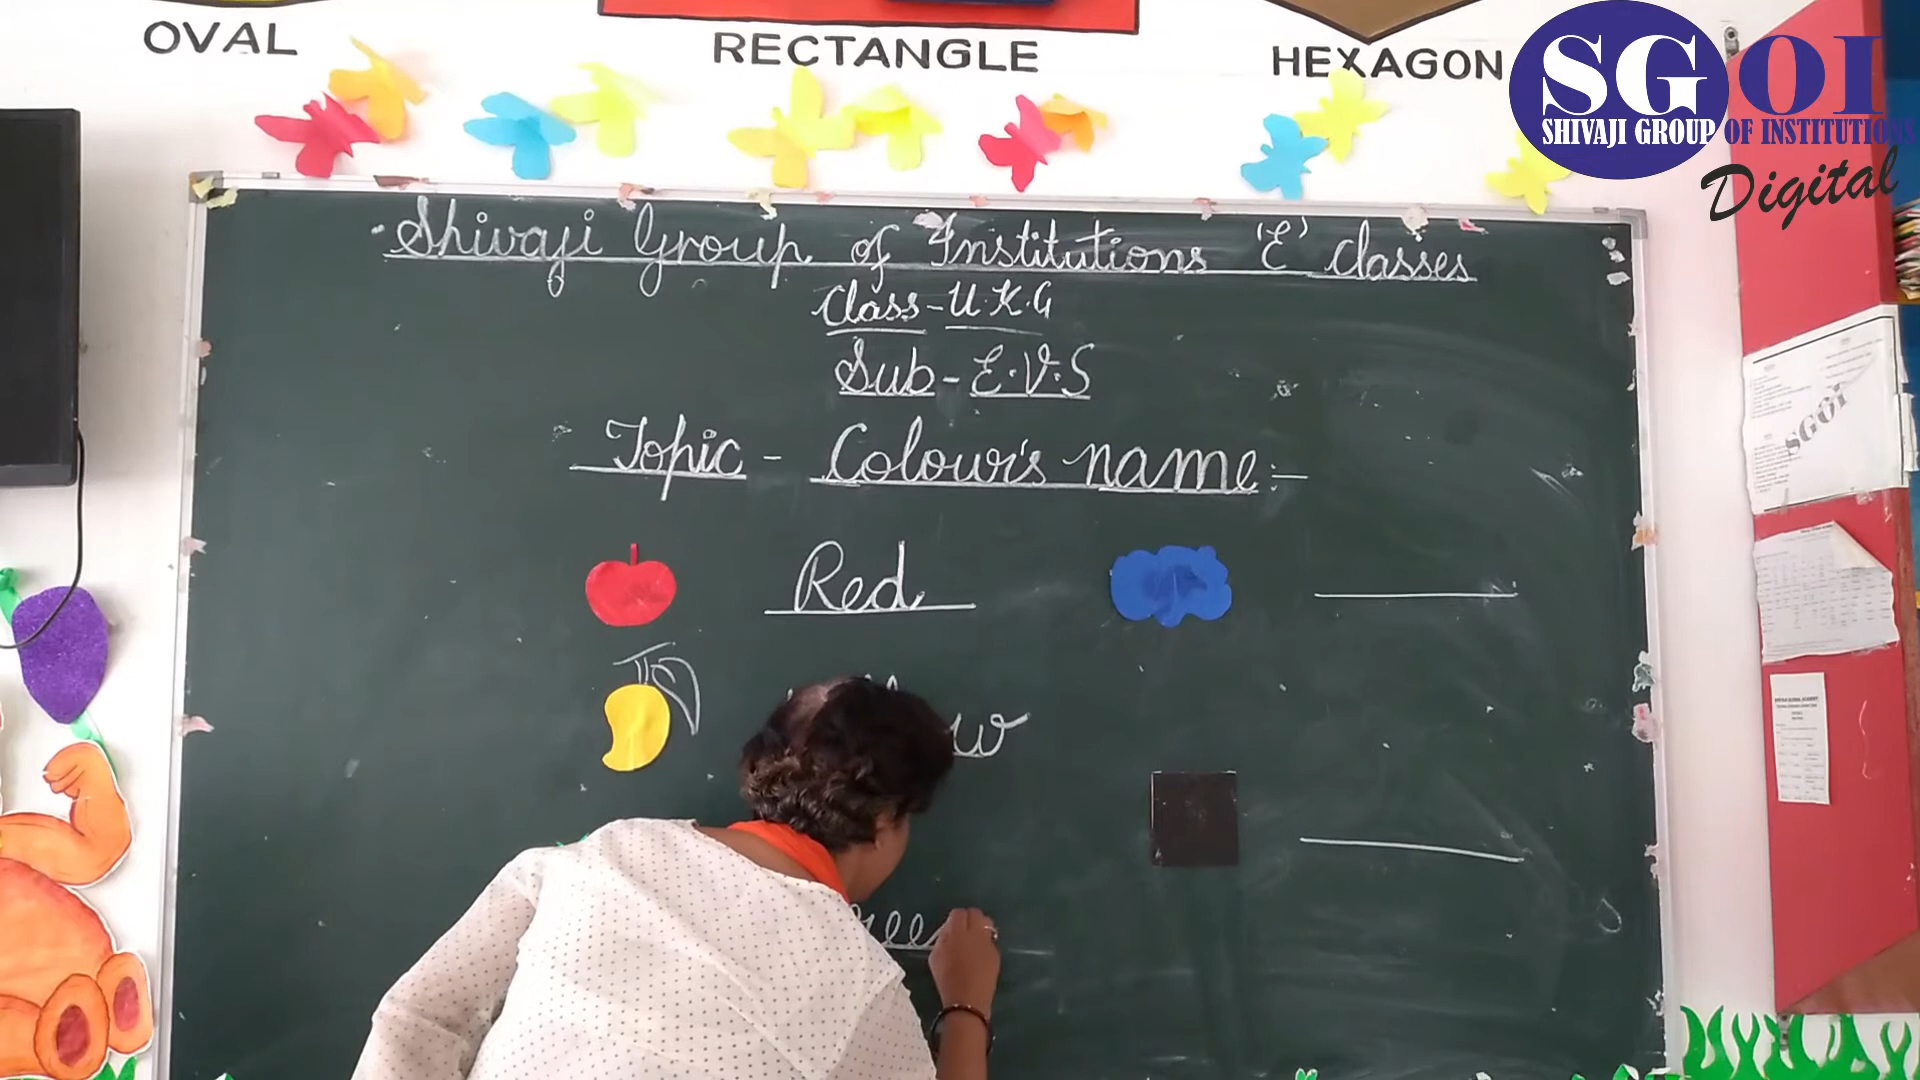 OVAL
RECTANGLE
HEXAGON
SGOI
SHIVAJI GROUP OF INSTITUTIONS
Digital
Shivaji Group of Institutions 'E' classes
Class-U.K.G
Sub-E.V.S
Topic - Colour's name:-
Red
SGOI